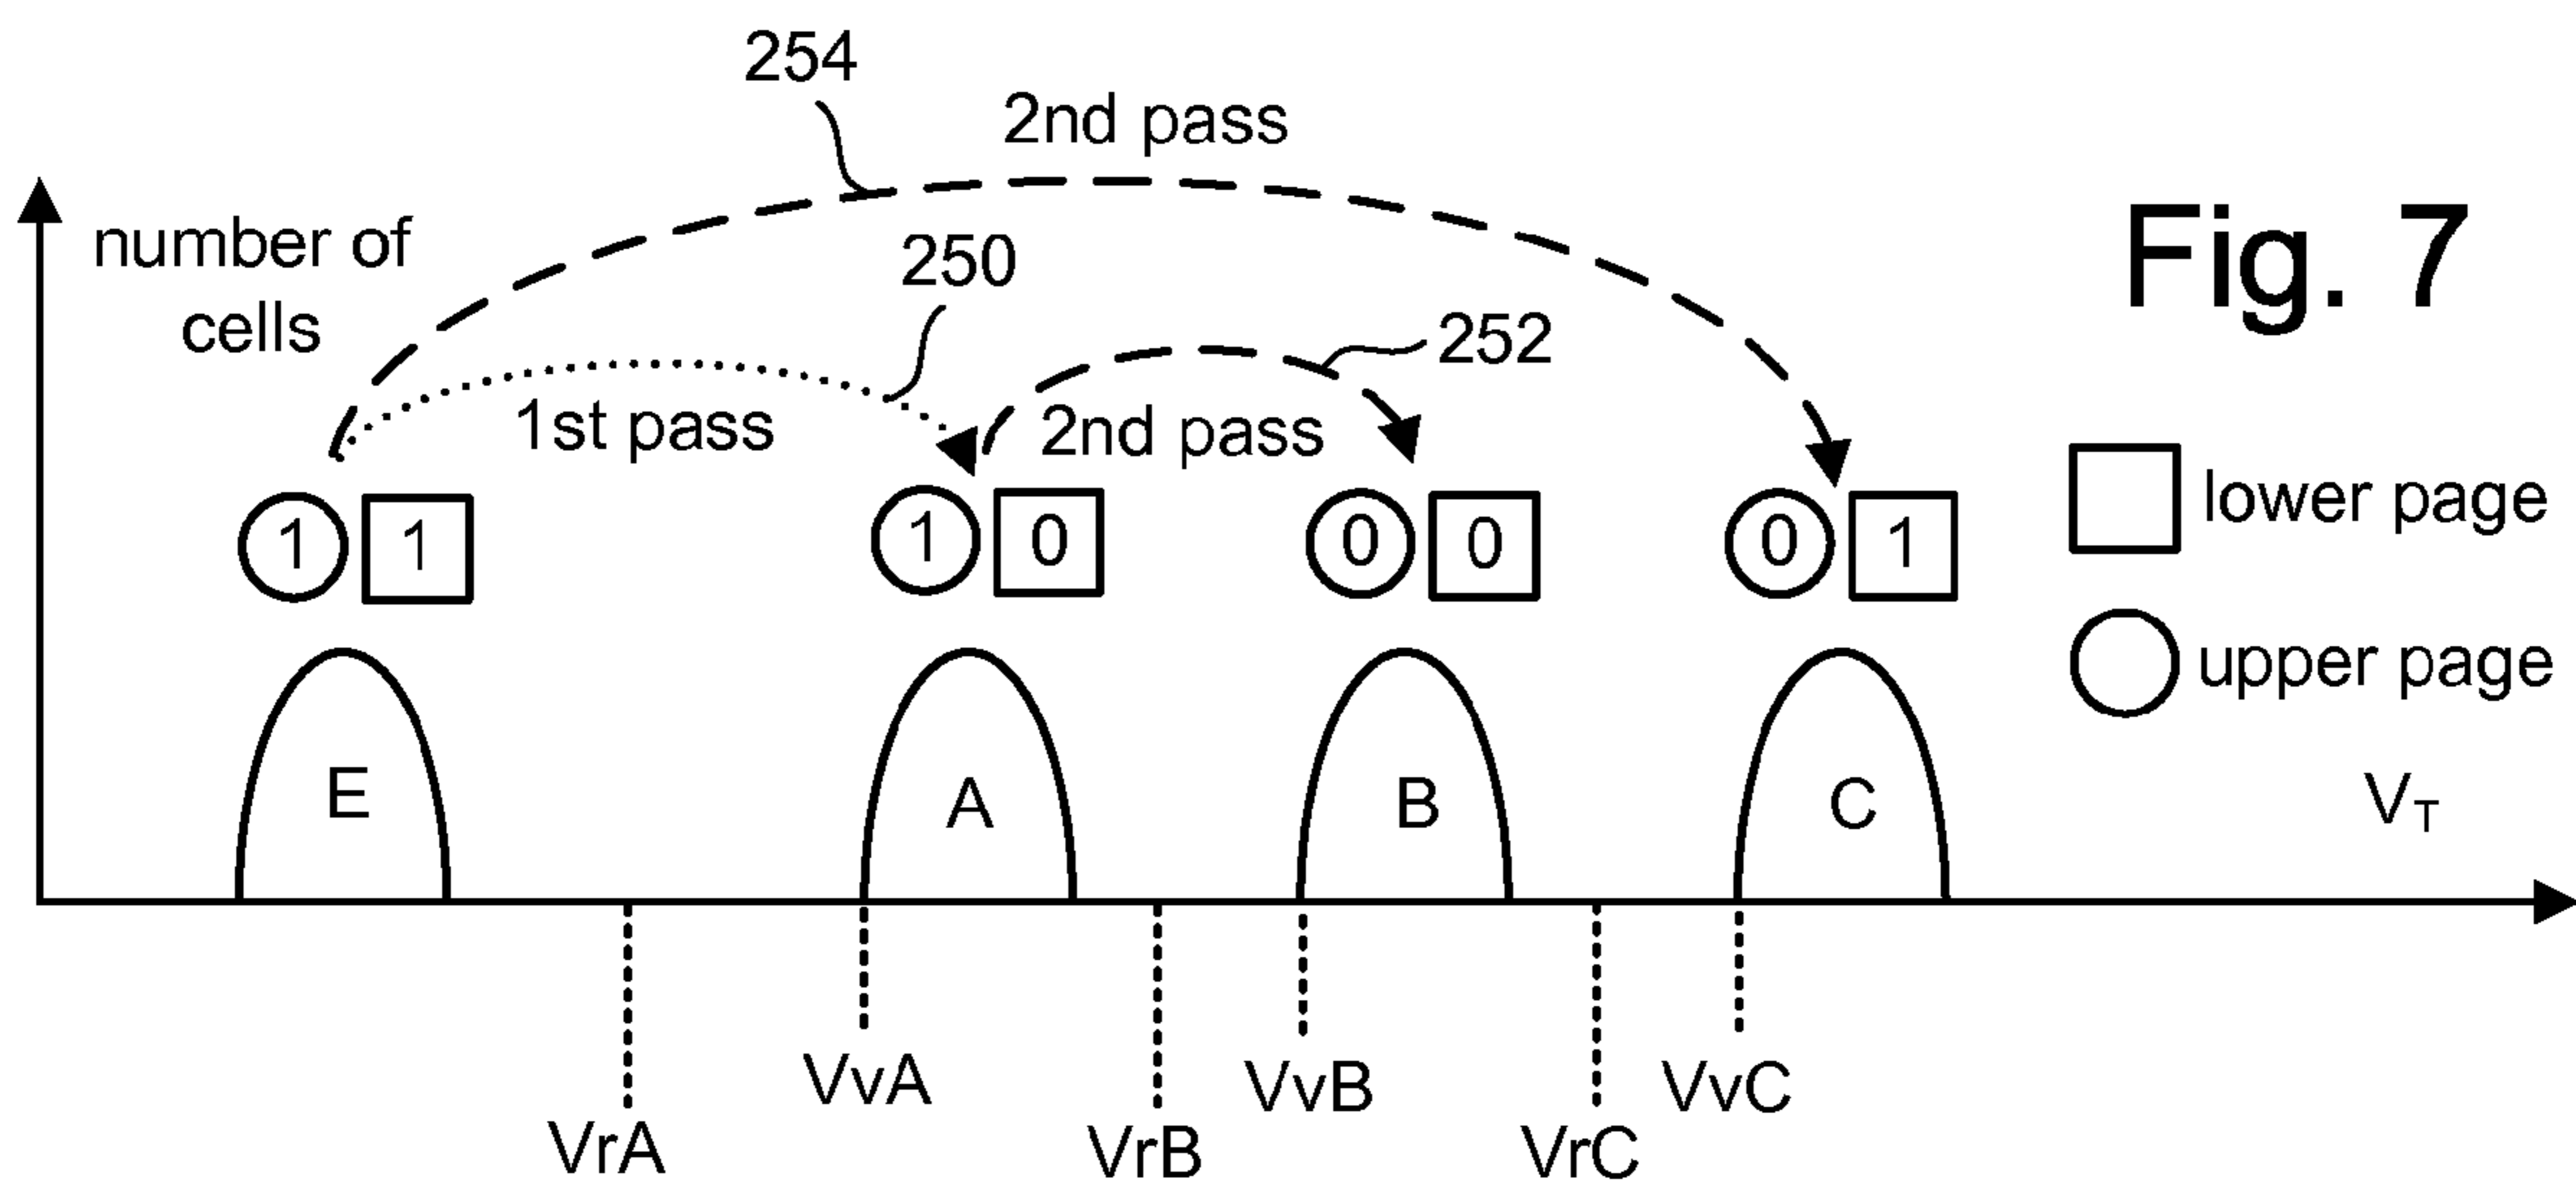 254
2nd pass
Fig. 7
number of
cells
250
252
1st pass
2nd pass
1 1
1 0
0 0
0 1
lower page
upper page
E
A
B
C
VT
VrA
VvA
VrB
VvB
VrC
VvC